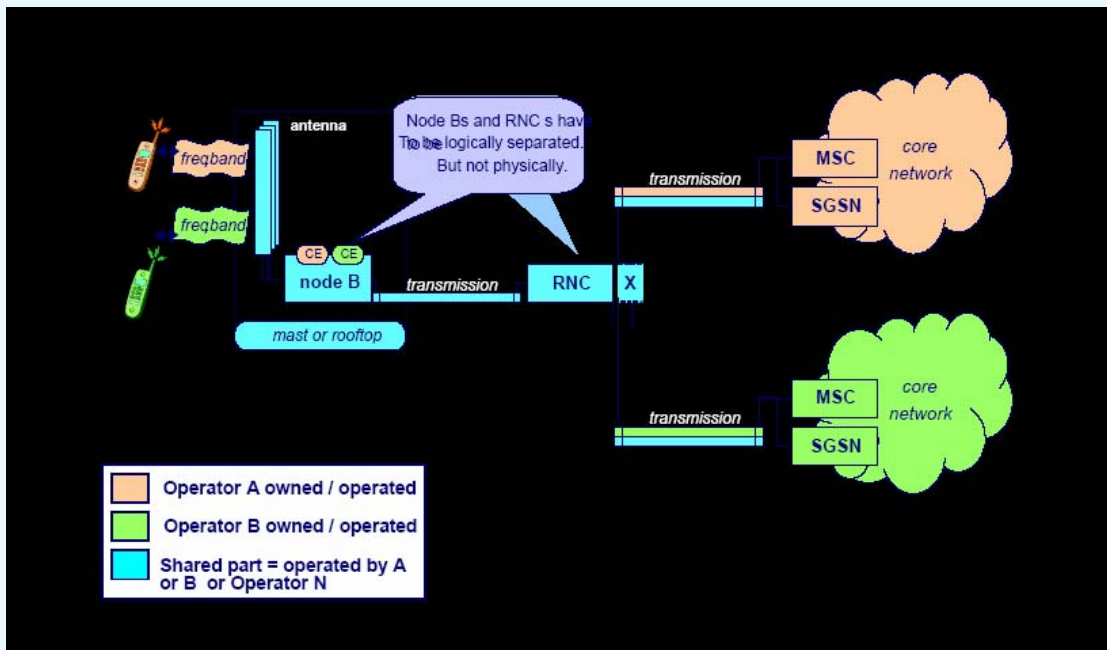 antenna
Node Bs and RNC s have
To be logically separated.
to be
But not physically.
freqband
freqband
CE
CE
node B
transmission
RNC
X
mast or rooftop
transmission
MSC
SGSN
core
network
transmission
MSC
SGSN
core
network
Operator A owned / operated
Operator B owned / operated
Shared part = operated by A
or B or Operator N